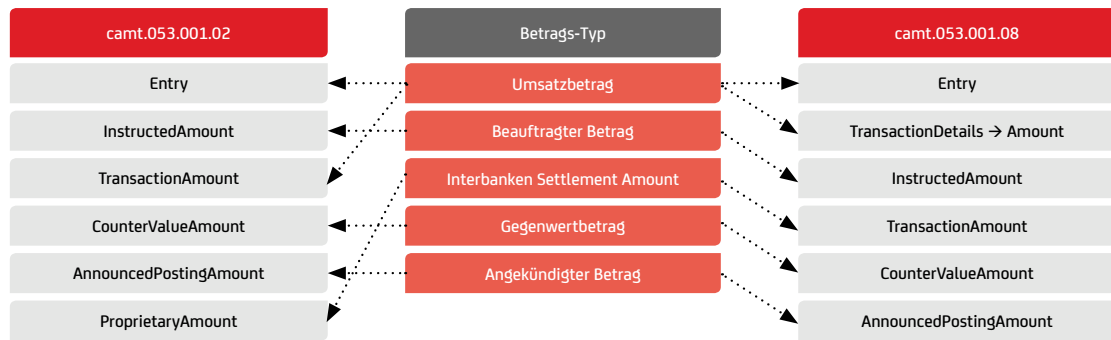 camt.053.001.02 Betrags-Typ camt.053.001.08
Entry Umsatzbetrag Entry
InstructedAmount Beauftragter Betrag TransactionDetails → Amount
TransactionAmount Interbanken Settlement Amount InstructedAmount
CounterValueAmount Gegenwertbetrag TransactionAmount
AnnouncedPostingAmount Angekündigter Betrag CounterValueAmount
ProprietaryAmount AnnouncedPostingAmount